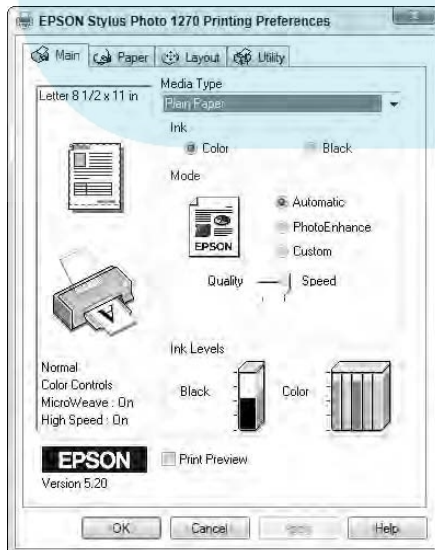 EPSON Stylus Photo 1270 Printing Preferences
Main Paper Layout Utility
Letter 8 1/2 x 11 in
Media Type
Plain Paper
Ink
Color Black
Mode
EPSON
Automatic
PhotoEnhance
Custom
Quality Speed
Ink Levels
Black Color
Normal
Color Controls
MicroWeave : On
High Speed : On
EPSON
Print Preview
Version 5.20
OK Cancel Help